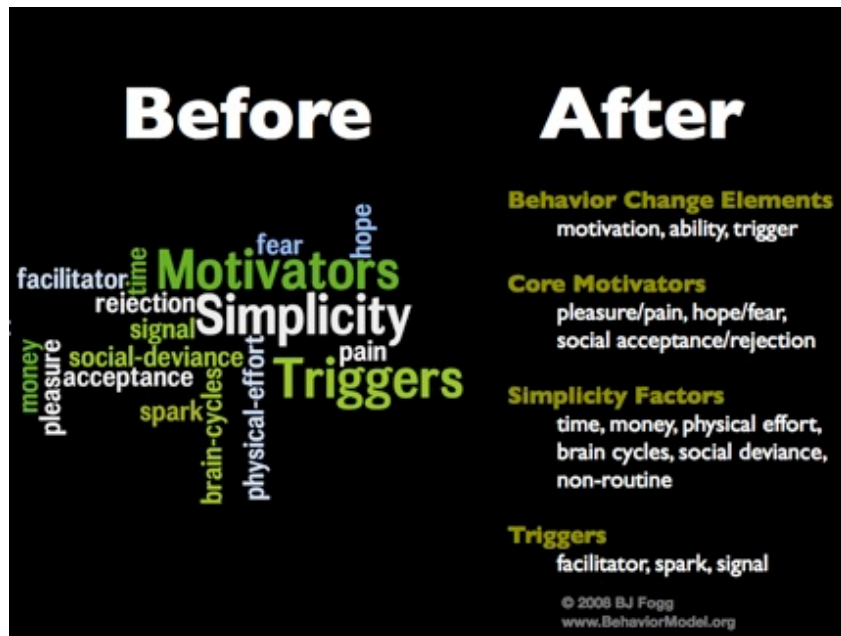 Before
After
hope
fear
time
Motivators
facilitator
rejection
Simplicity
signal
pain
social-deviance
money
pleasure
acceptance
Triggers
spark
brain-cycles
physical-effort
Behavior Change Elements
motivation, ability, trigger
Core Motivators
pleasure/pain, hope/fear,
social acceptance/rejection
Simplicity Factors
time, money, physical effort,
brain cycles, social deviance,
non-routine
Triggers
facilitator, spark, signal
© 2008 BJ Fogg
www.BehaviorModel.org